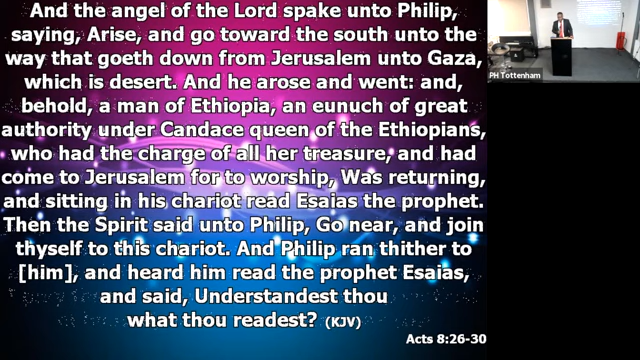 And the angel of the Lord spake unto Philip,
saying, Arise, and go toward the south unto the
way that goeth down from Jerusalem unto Gaza,
which is desert. And he arose and went: and,
behold, a man of Ethiopia, an eunuch of great
authority under Candace queen of the Ethiopians,
who had the charge of all her treasure, and had
come to Jerusalem for to worship, Was returning,
and sitting in his chariot read Esaias the prophet.
Then the Spirit said unto Philip, Go near, and join
thyself to this chariot. And Philip ran thither to
[him], and heard him read the prophet Esaias,
and said, Understandest thou
what thou readest? (KJV)
Acts 8:26-30
PH Tottenham